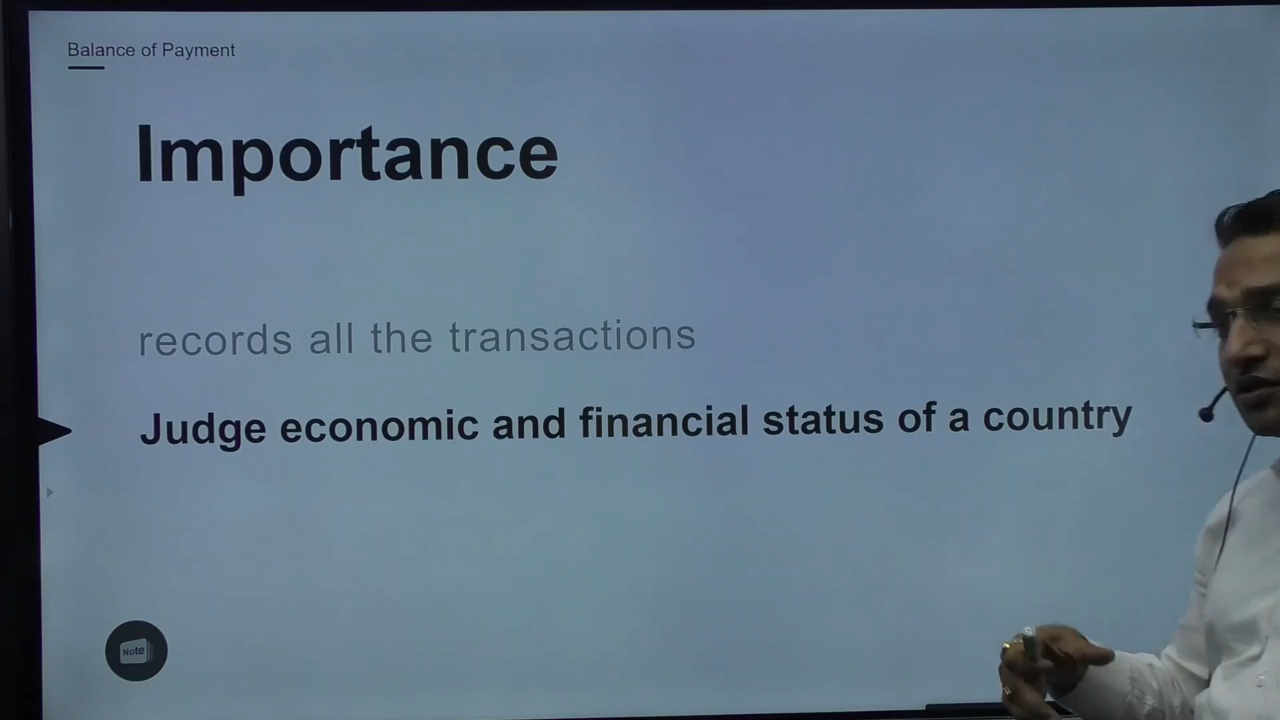 Balance of Payment
Importance
records all the transactions
Judge economic and financial status of a country
Note